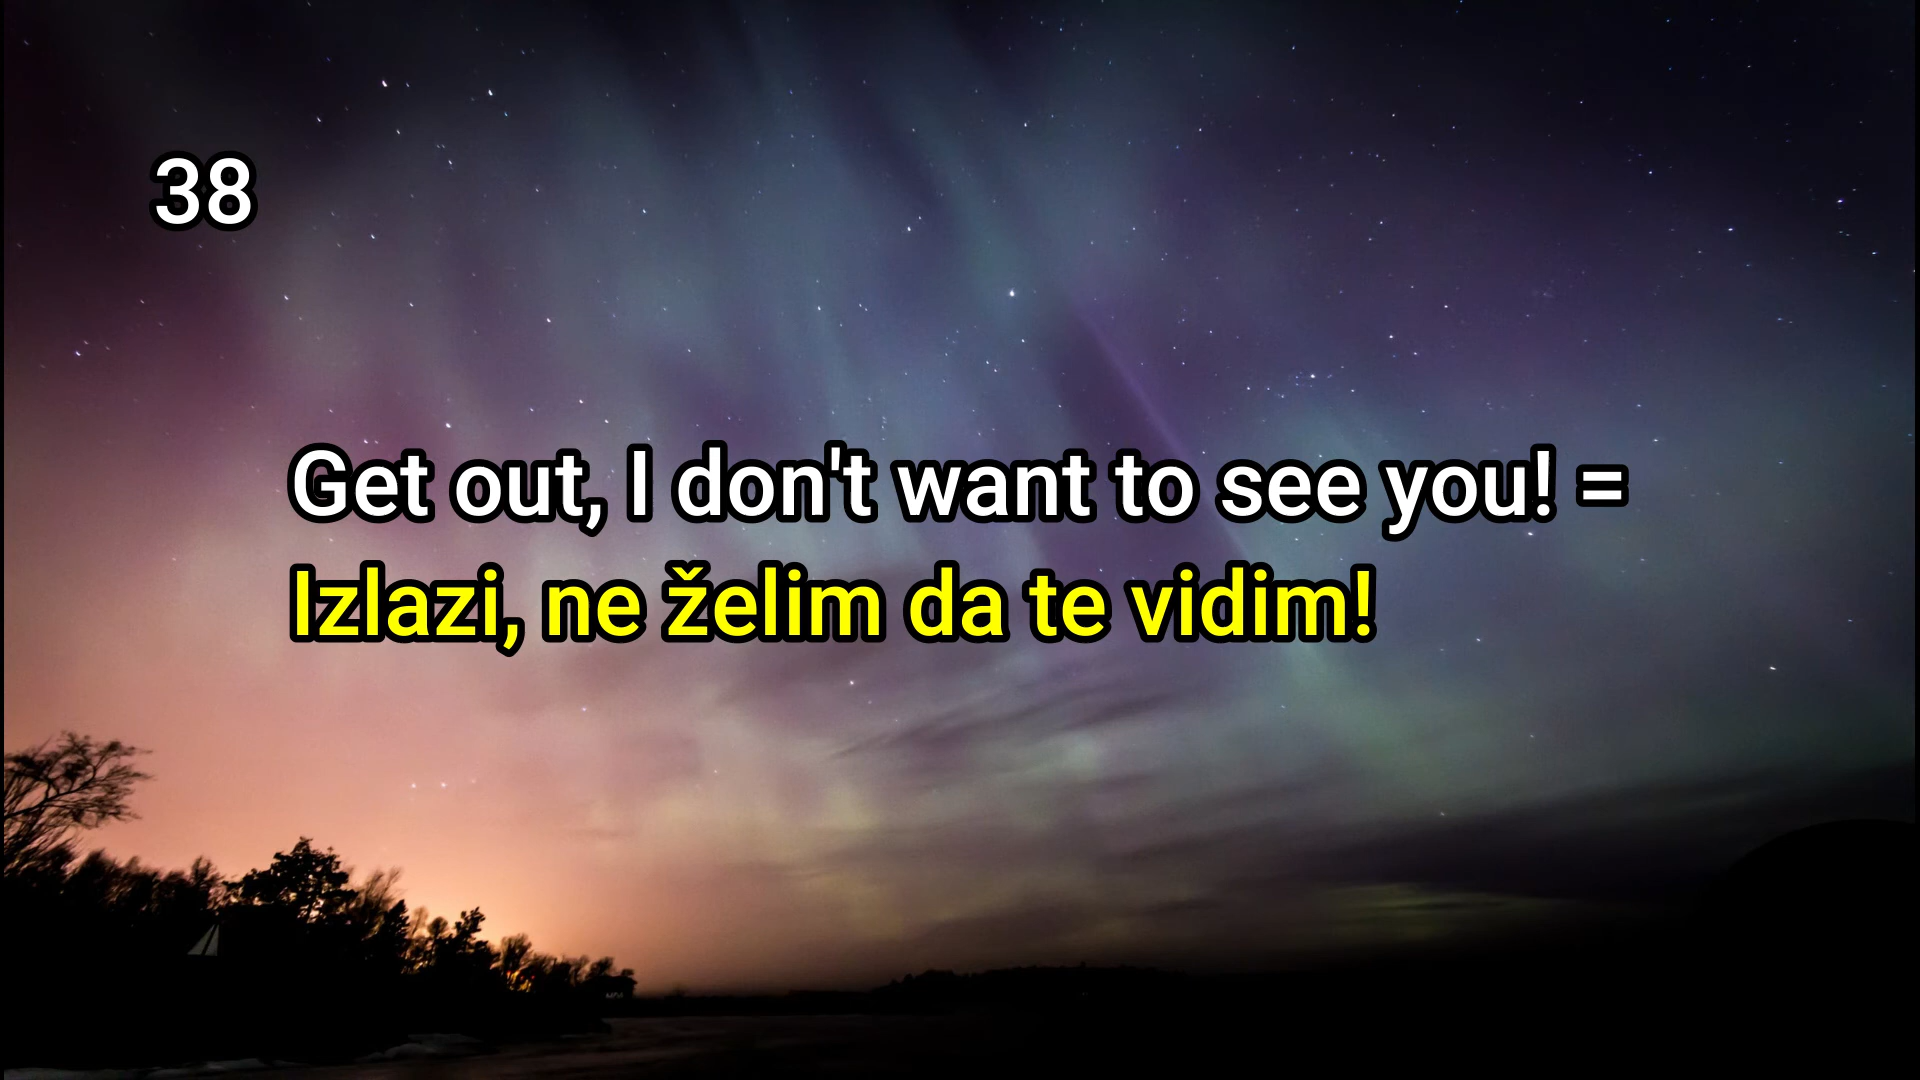 38
Get out, I don't want to see you! =
Izlazi, ne želim da te vidim!